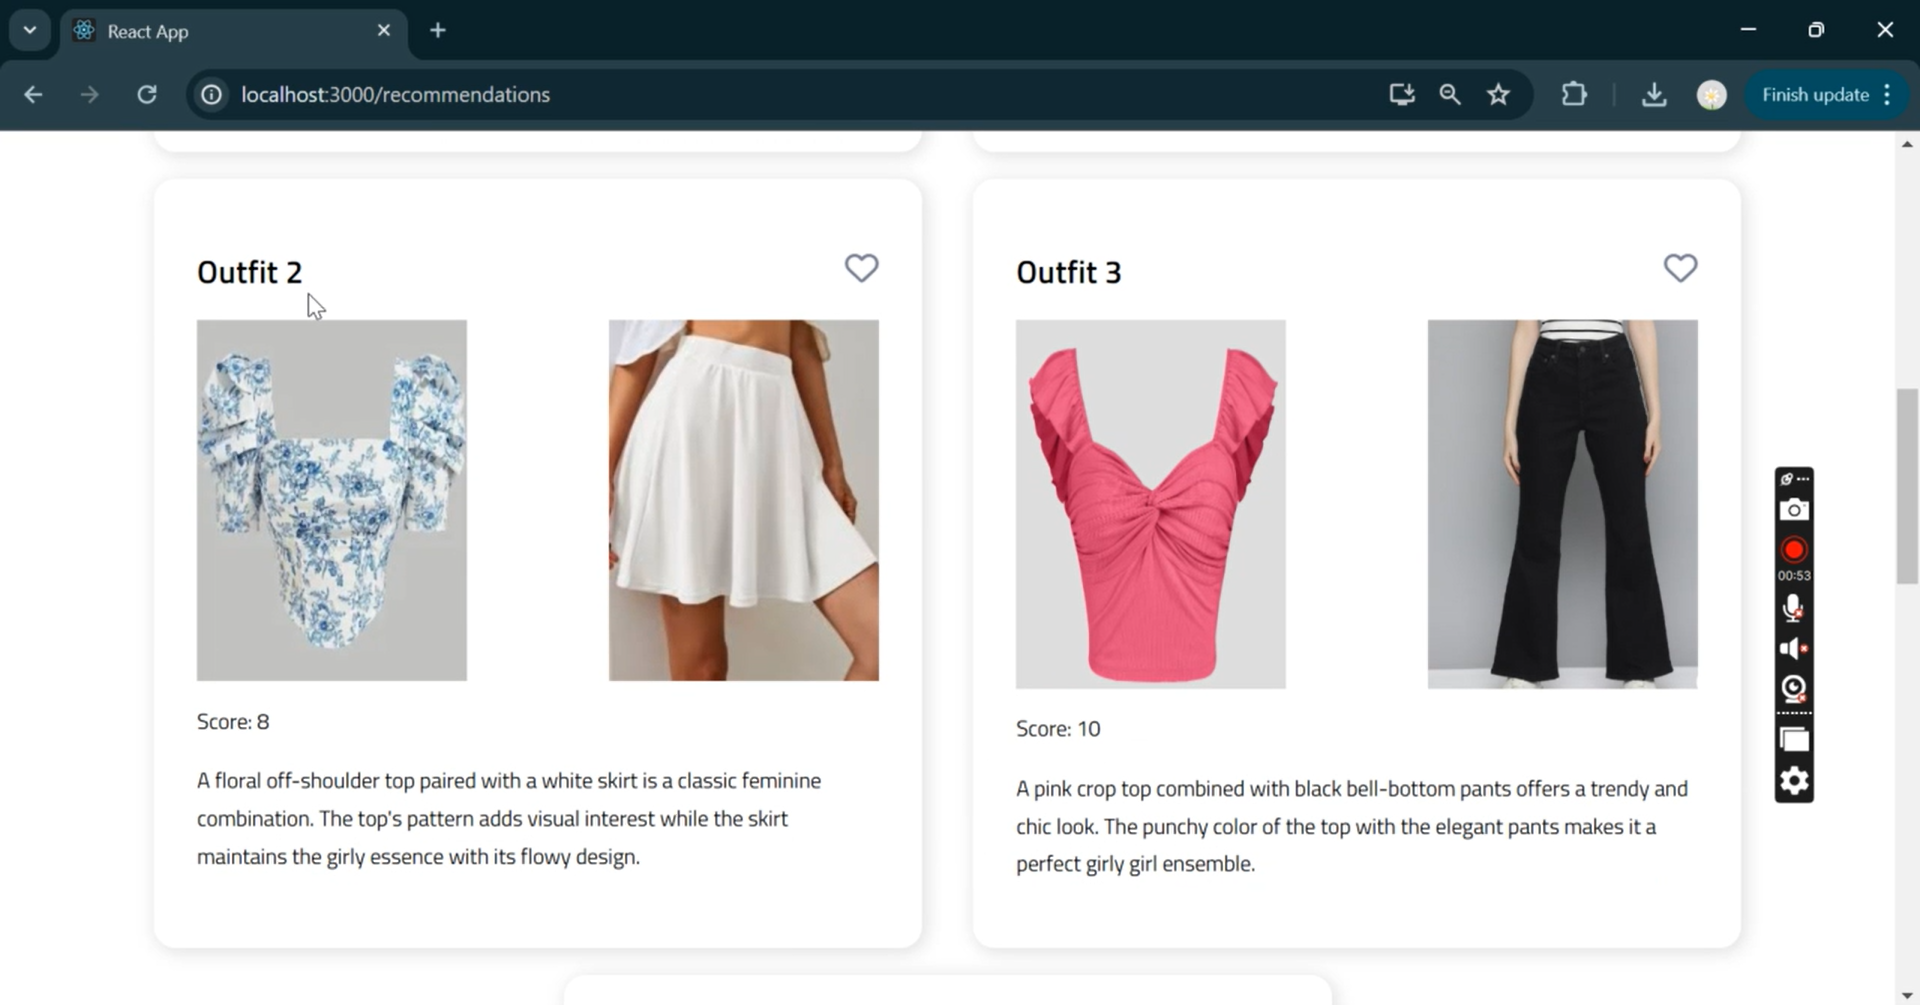 React App
localhost:3000/recommendations
Finish update
Outfit 2
Score: 8
A floral off-shoulder top paired with a white skirt is a classic feminine
combination. The top's pattern adds visual interest while the skirt
maintains the girly essence with its flowy design.
Outfit 3
Score: 10
A pink crop top combined with black bell-bottom pants offers a trendy and
chic look. The punchy color of the top with the elegant pants makes it a
perfect girly girl ensemble.
00:53